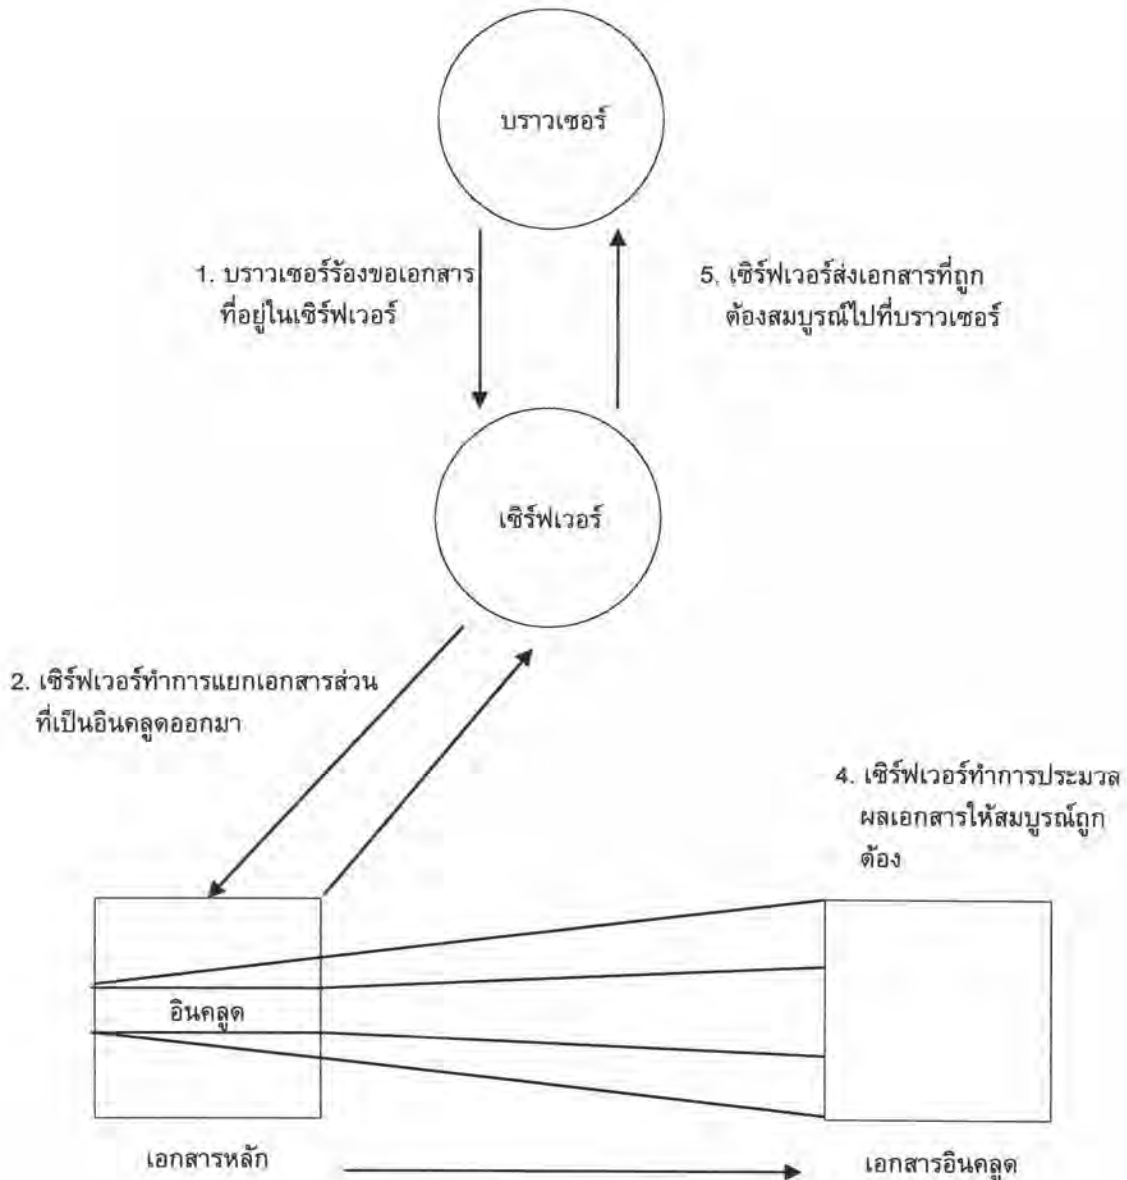 บราวเซอร์
1. บราวเซอร์ร้องขอเอกสาร
ที่อยู่ในเซิร์ฟเวอร์
5. เซิร์ฟเวอร์ส่งเอกสารที่ถูก
ต้องสมบูรณ์ไปที่บราวเซอร์
เซิร์ฟเวอร์
2. เซิร์ฟเวอร์ทำการแยกเอกสารส่วน
ที่เป็นอินคลูดออกมา
4. เซิร์ฟเวอร์ทำการประมวล
ผลเอกสารให้สมบูรณ์ถูก
ต้อง
อินคลูด
เอกสารหลัก
เอกสารอินคลูด